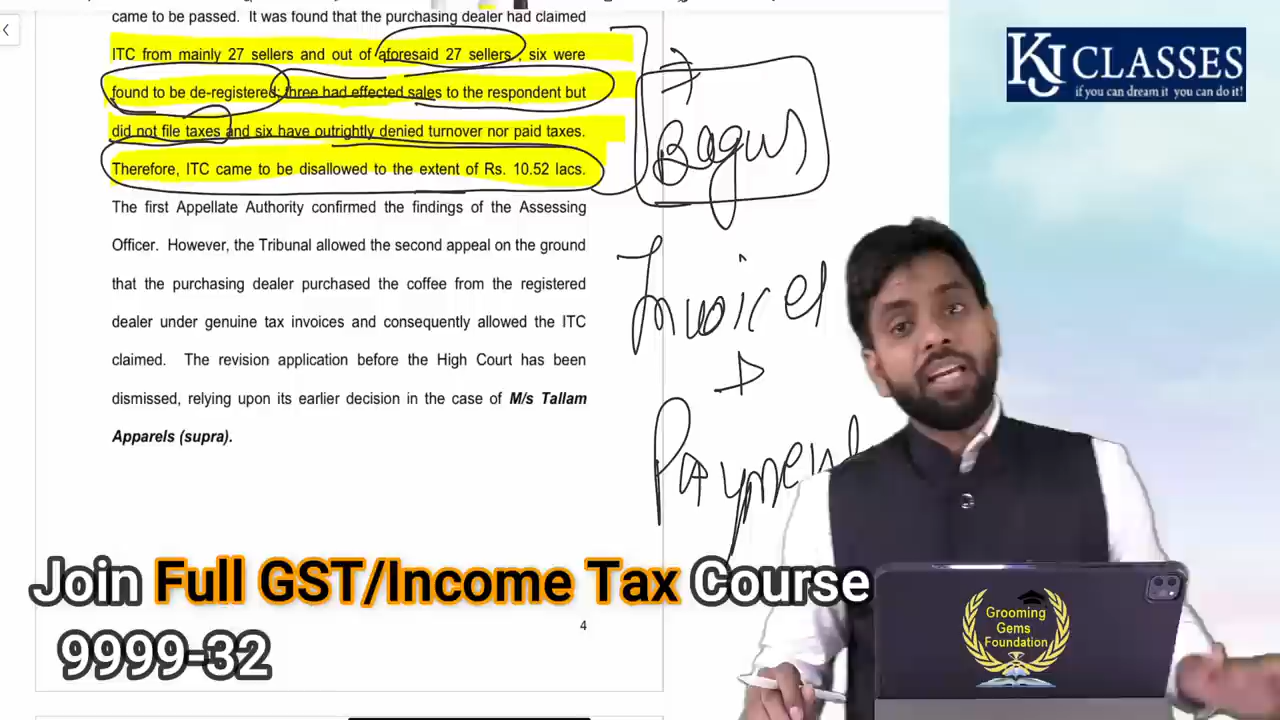 came to be passed. It was found that the purchasing dealer had claimed
ITC from mainly 27 sellers and out of aforesaid 27 sellers, six were
found to be de-registered; three had effected sales to the respondent but
did not file taxes and six have outrightly denied turnover nor paid taxes.
Therefore, ITC came to be disallowed to the extent of Rs. 10.52 lacs.
The first Appellate Authority confirmed the findings of the Assessing
Officer. However, the Tribunal allowed the second appeal on the ground
that the purchasing dealer purchased the coffee from the registered
dealer under genuine tax invoices and consequently allowed the ITC
claimed. The revision application before the High Court has been
dismissed, relying upon its earlier decision in the case of M/s Tallam
Apparels (supra).
4
Bogus
Invoices
Payment
KJ CLASSES
if you can dream it you can do it!
Join Full GST/Income Tax Course
9999-32
Grooming
Gems
Foundation